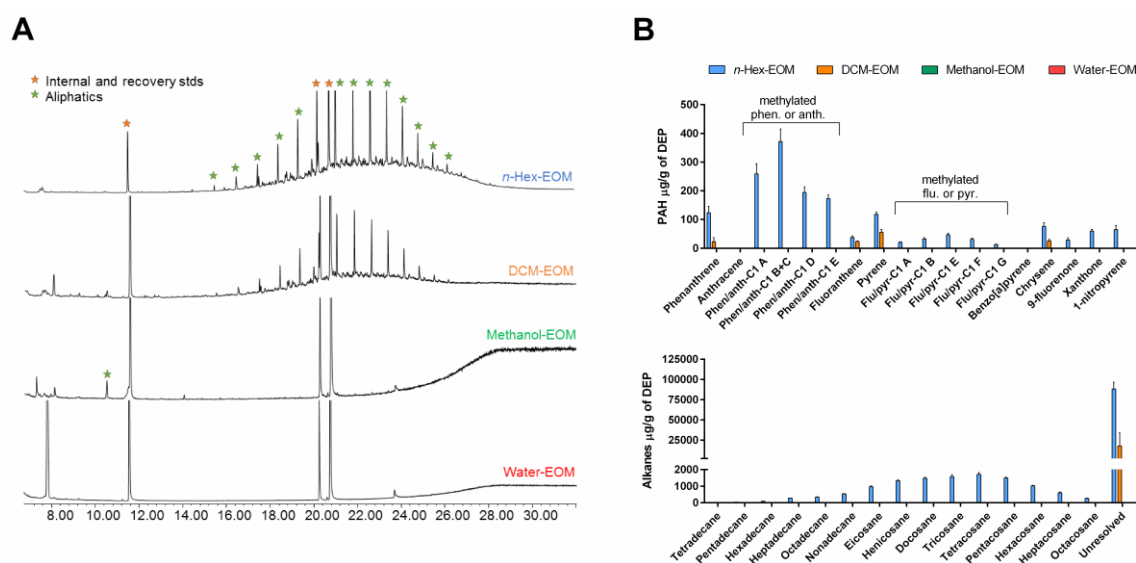 A
Internal and recovery stds
Aliphatics
n-Hex-EOM
DCM-EOM
Methanol-EOM
Water-EOM
8.00 10.00 12.00 14.00 16.00 18.00 20.00 22.00 24.00 26.00 28.00 30.00
B
n-Hex-EOM DCM-EOM Methanol-EOM Water-EOM
PAH µg/g of DEP
500
400
300
200
100
0
methylated
phen. or anth.
methylated
flu. or pyr.
Phenanthrene
Anthracene
Phen/anth-C1 A
Phen/anth-C1 B+C
Phen/anth-C1 D
Phen/anth-C1 E
Fluoranthene
Pyrene
Flu/pyr-C1 A
Flu/pyr-C1 B
Flu/pyr-C1 E
Flu/pyr-C1 F
Flu/pyr-C1 G
Benzo[a]pyrene
Chrysene
9-fluorenone
Xanthone
1-nitropyrene
Alkanes µg/g of DEP
125000
100000
75000
50000
25000
2000
1000
0
Tetradecane
Pentadecane
Hexadecane
Heptadecane
Octadecane
Nonadecane
Eicosane
Henicosane
Docosane
Tricosane
Tetracosane
Pentacosane
Hexacosane
Heptacosane
Octacosane
Unresolved